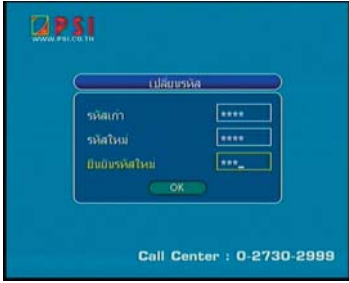 PSI
WWW.PSI.CO.TH
เปลี่ยนรหัส
รหัสเก่า ****
รหัสใหม่ ****
ยืนยันรหัสใหม่ ***_
OK
Call Center : 0-2730-2999